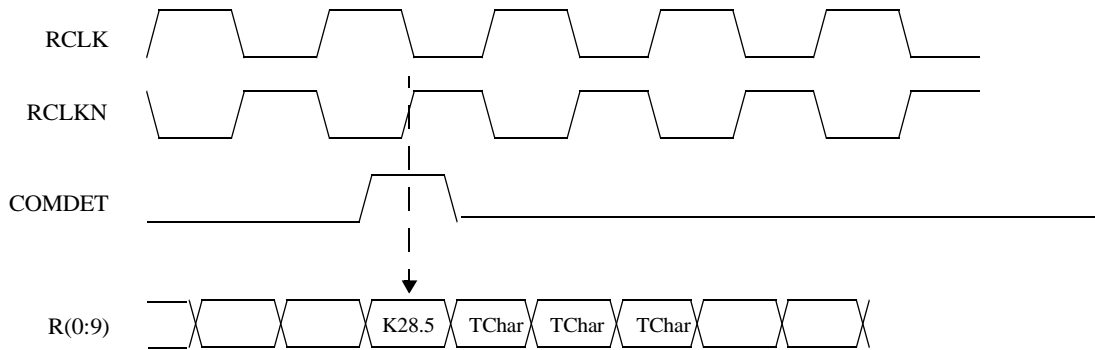 RCLK
RCLKN
COMDET
R(0:9) K28.5 TChar TChar TChar